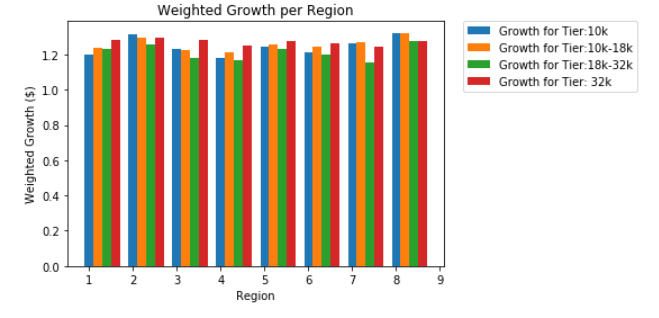 Weighted Growth per Region
Growth for Tier:10k
Growth for Tier:10k-18k
Growth for Tier:18k-32k
Growth for Tier: 32k
Weighted Growth ($)
1.2
1.0
0.8
0.6
0.4
0.2
0.0
1 2 3 4 5 6 7 8 9
Region